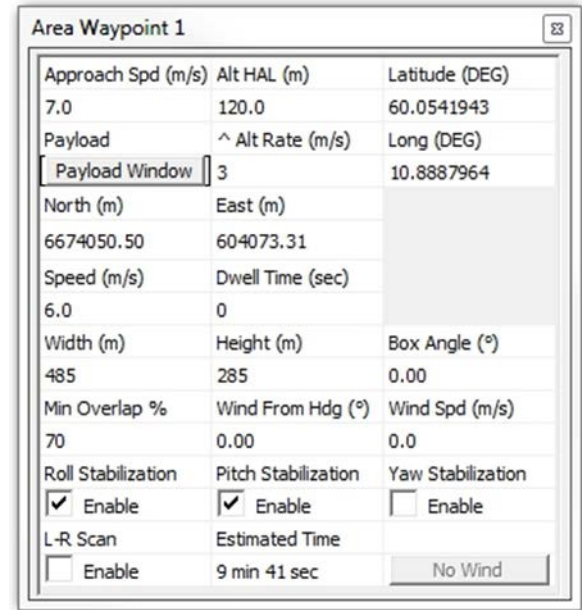 Area Waypoint 1
Approach Spd (m/s) Alt HAL (m) Latitude (DEG)
7.0 120.0 60.0541943
Payload ^ Alt Rate (m/s) Long (DEG)
Payload Window 3 10.8887964
North (m) East (m)
6674050.50 604073.31
Speed (m/s) Dwell Time (sec)
6.0 0
Width (m) Height (m) Box Angle (°)
485 285 0.00
Min Overlap % Wind From Hdg (°) Wind Spd (m/s)
70 0.00 0.0
Roll Stabilization Pitch Stabilization Yaw Stabilization
Enable Enable Enable
L-R Scan Estimated Time
Enable 9 min 41 sec No Wind